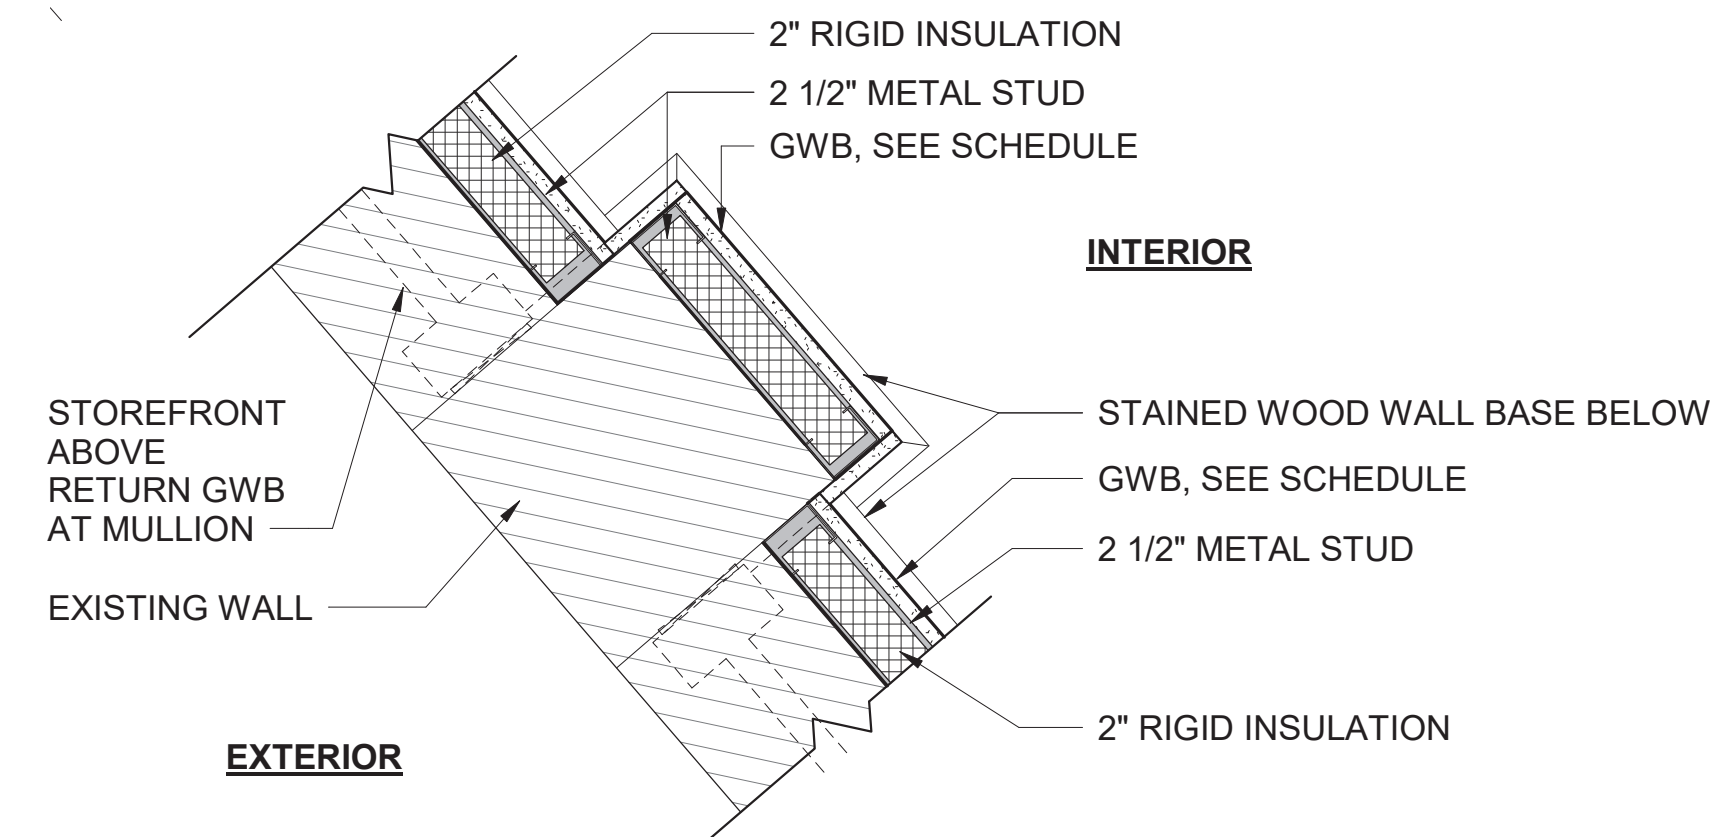 2" RIGID INSULATION
2 1/2" METAL STUD
GWB, SEE SCHEDULE
INTERIOR
STOREFRONT
ABOVE
RETURN GWB
AT MULLION
EXISTING WALL
STAINED WOOD WALL BASE BELOW
GWB, SEE SCHEDULE
2 1/2" METAL STUD
2" RIGID INSULATION
EXTERIOR